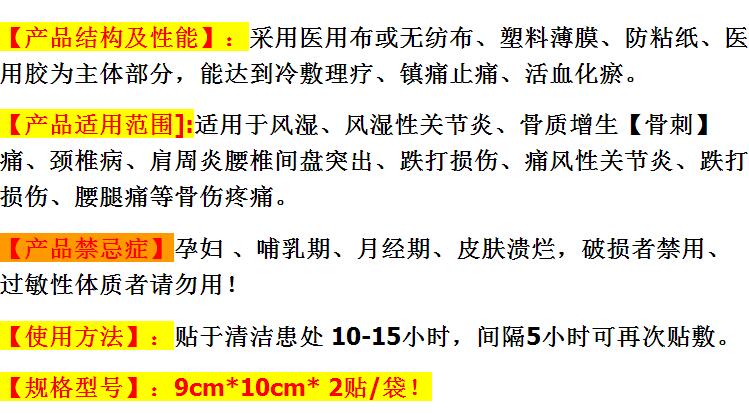 【产品结构及性能】：采用医用布或无纺布、塑料薄膜、防粘纸、医
用胶为主体部分，能达到冷敷理疗、镇痛止痛、活血化瘀。
【产品适用范围]:适用于风湿、风湿性关节炎、骨质增生【骨刺】
痛、颈椎病、肩周炎腰椎间盘突出、跌打损伤、痛风性关节炎、跌打
损伤、腰腿痛等骨伤疼痛。
【产品禁忌症】孕妇 、哺乳期、月经期、皮肤溃烂，破损者禁用、
过敏性体质者请勿用！
【使用方法】：贴于清洁患处 10-15小时，间隔5小时可再次贴敷。
【规格型号】：9cm*10cm* 2贴/袋！